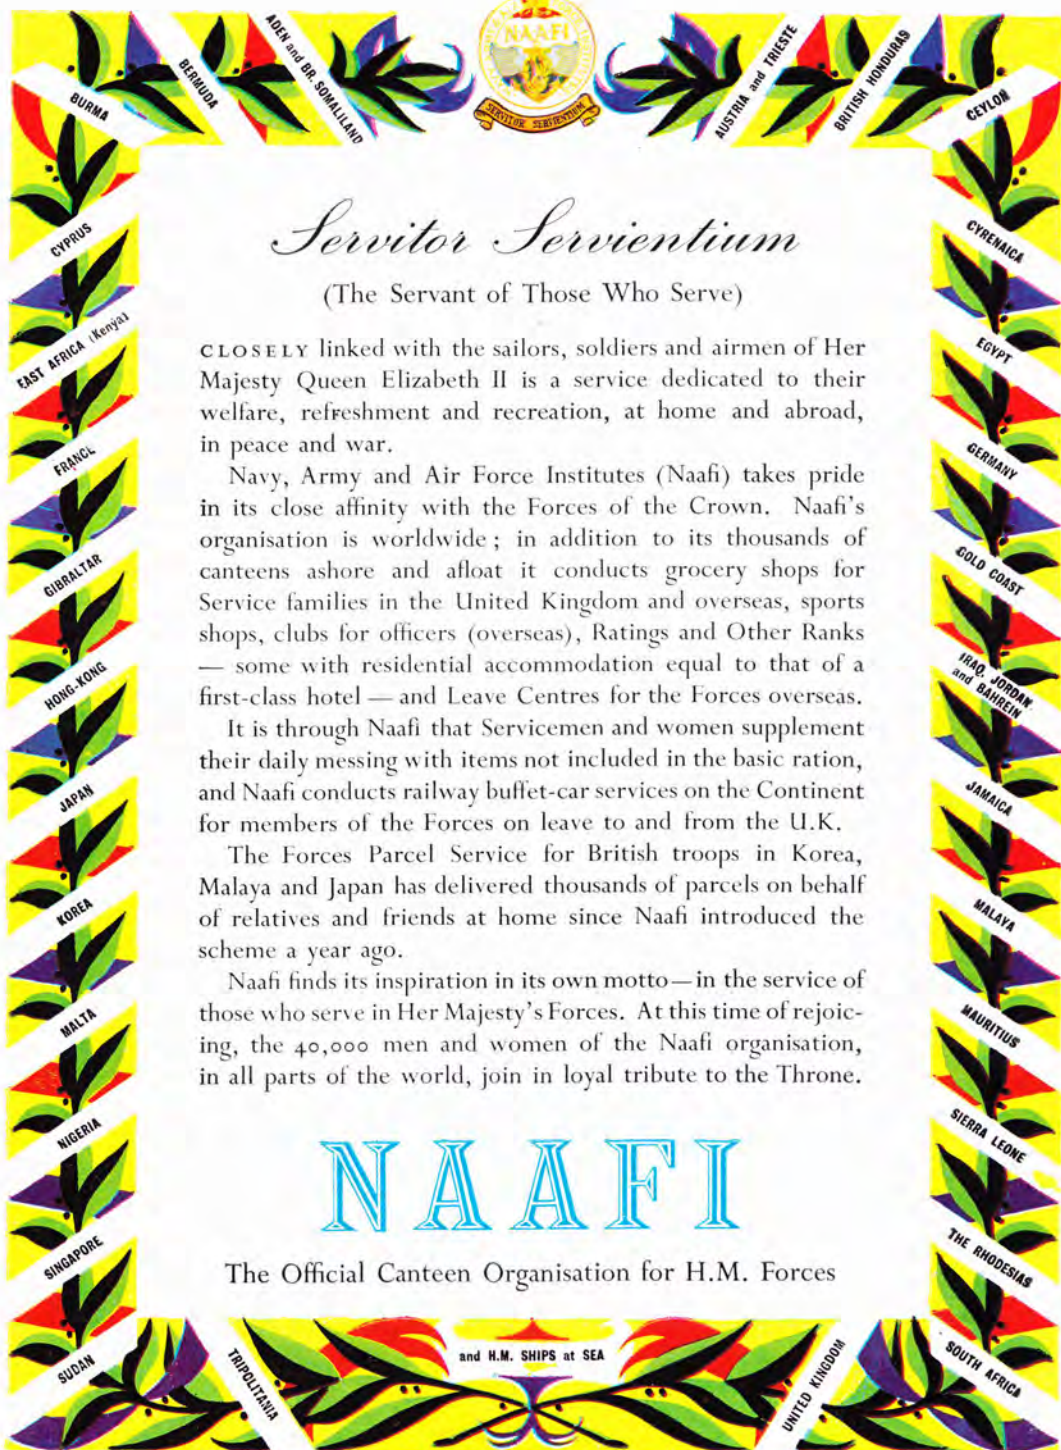 NAAFI
SERVITOR SERVIENTIUM
BURMA
BERMUDA
ADEN and BR. SOMALILAND
AUSTRIA and TRIESTE
BRITISH HONDURAS
CEYLON
CYPRUS
CYRENAICA
EAST AFRICA (Kenya)
EGYPT
FRANCE
GERMANY
GIBRALTAR
GOLD COAST
HONG-KONG
IRAQ, JORDAN
and BAHREIN
JAPAN
JAMAICA
KOREA
MALAYA
MALTA
MAURITIUS
NIGERIA
SIERRA LEONE
SINGAPORE
THE RHODESIAS
SUDAN
TRIPOLITANIA
and H.M. SHIPS at SEA
UNITED KINGDOM
SOUTH AFRICA
Servitor Servientium
(The Servant of Those Who Serve)
CLOSELY linked with the sailors, soldiers and airmen of Her
Majesty Queen Elizabeth II is a service dedicated to their
welfare, refreshment and recreation, at home and abroad,
in peace and war.
Navy, Army and Air Force Institutes (Naafi) takes pride
in its close affinity with the Forces of the Crown. Naafi's
organisation is worldwide ; in addition to its thousands of
canteens ashore and afloat it conducts grocery shops for
Service families in the United Kingdom and overseas, sports
shops, clubs for officers (overseas), Ratings and Other Ranks
— some with residential accommodation equal to that of a
first-class hotel — and Leave Centres for the Forces overseas.
It is through Naafi that Servicemen and women supplement
their daily messing with items not included in the basic ration,
and Naafi conducts railway buffet-car services on the Continent
for members of the Forces on leave to and from the U.K.
The Forces Parcel Service for British troops in Korea,
Malaya and Japan has delivered thousands of parcels on behalf
of relatives and friends at home since Naafi introduced the
scheme a year ago.
Naafi finds its inspiration in its own motto—in the service of
those who serve in Her Majesty's Forces. At this time of rejoic-
ing, the 40,000 men and women of the Naafi organisation,
in all parts of the world, join in loyal tribute to the Throne.
NAAFI
The Official Canteen Organisation for H.M. Forces